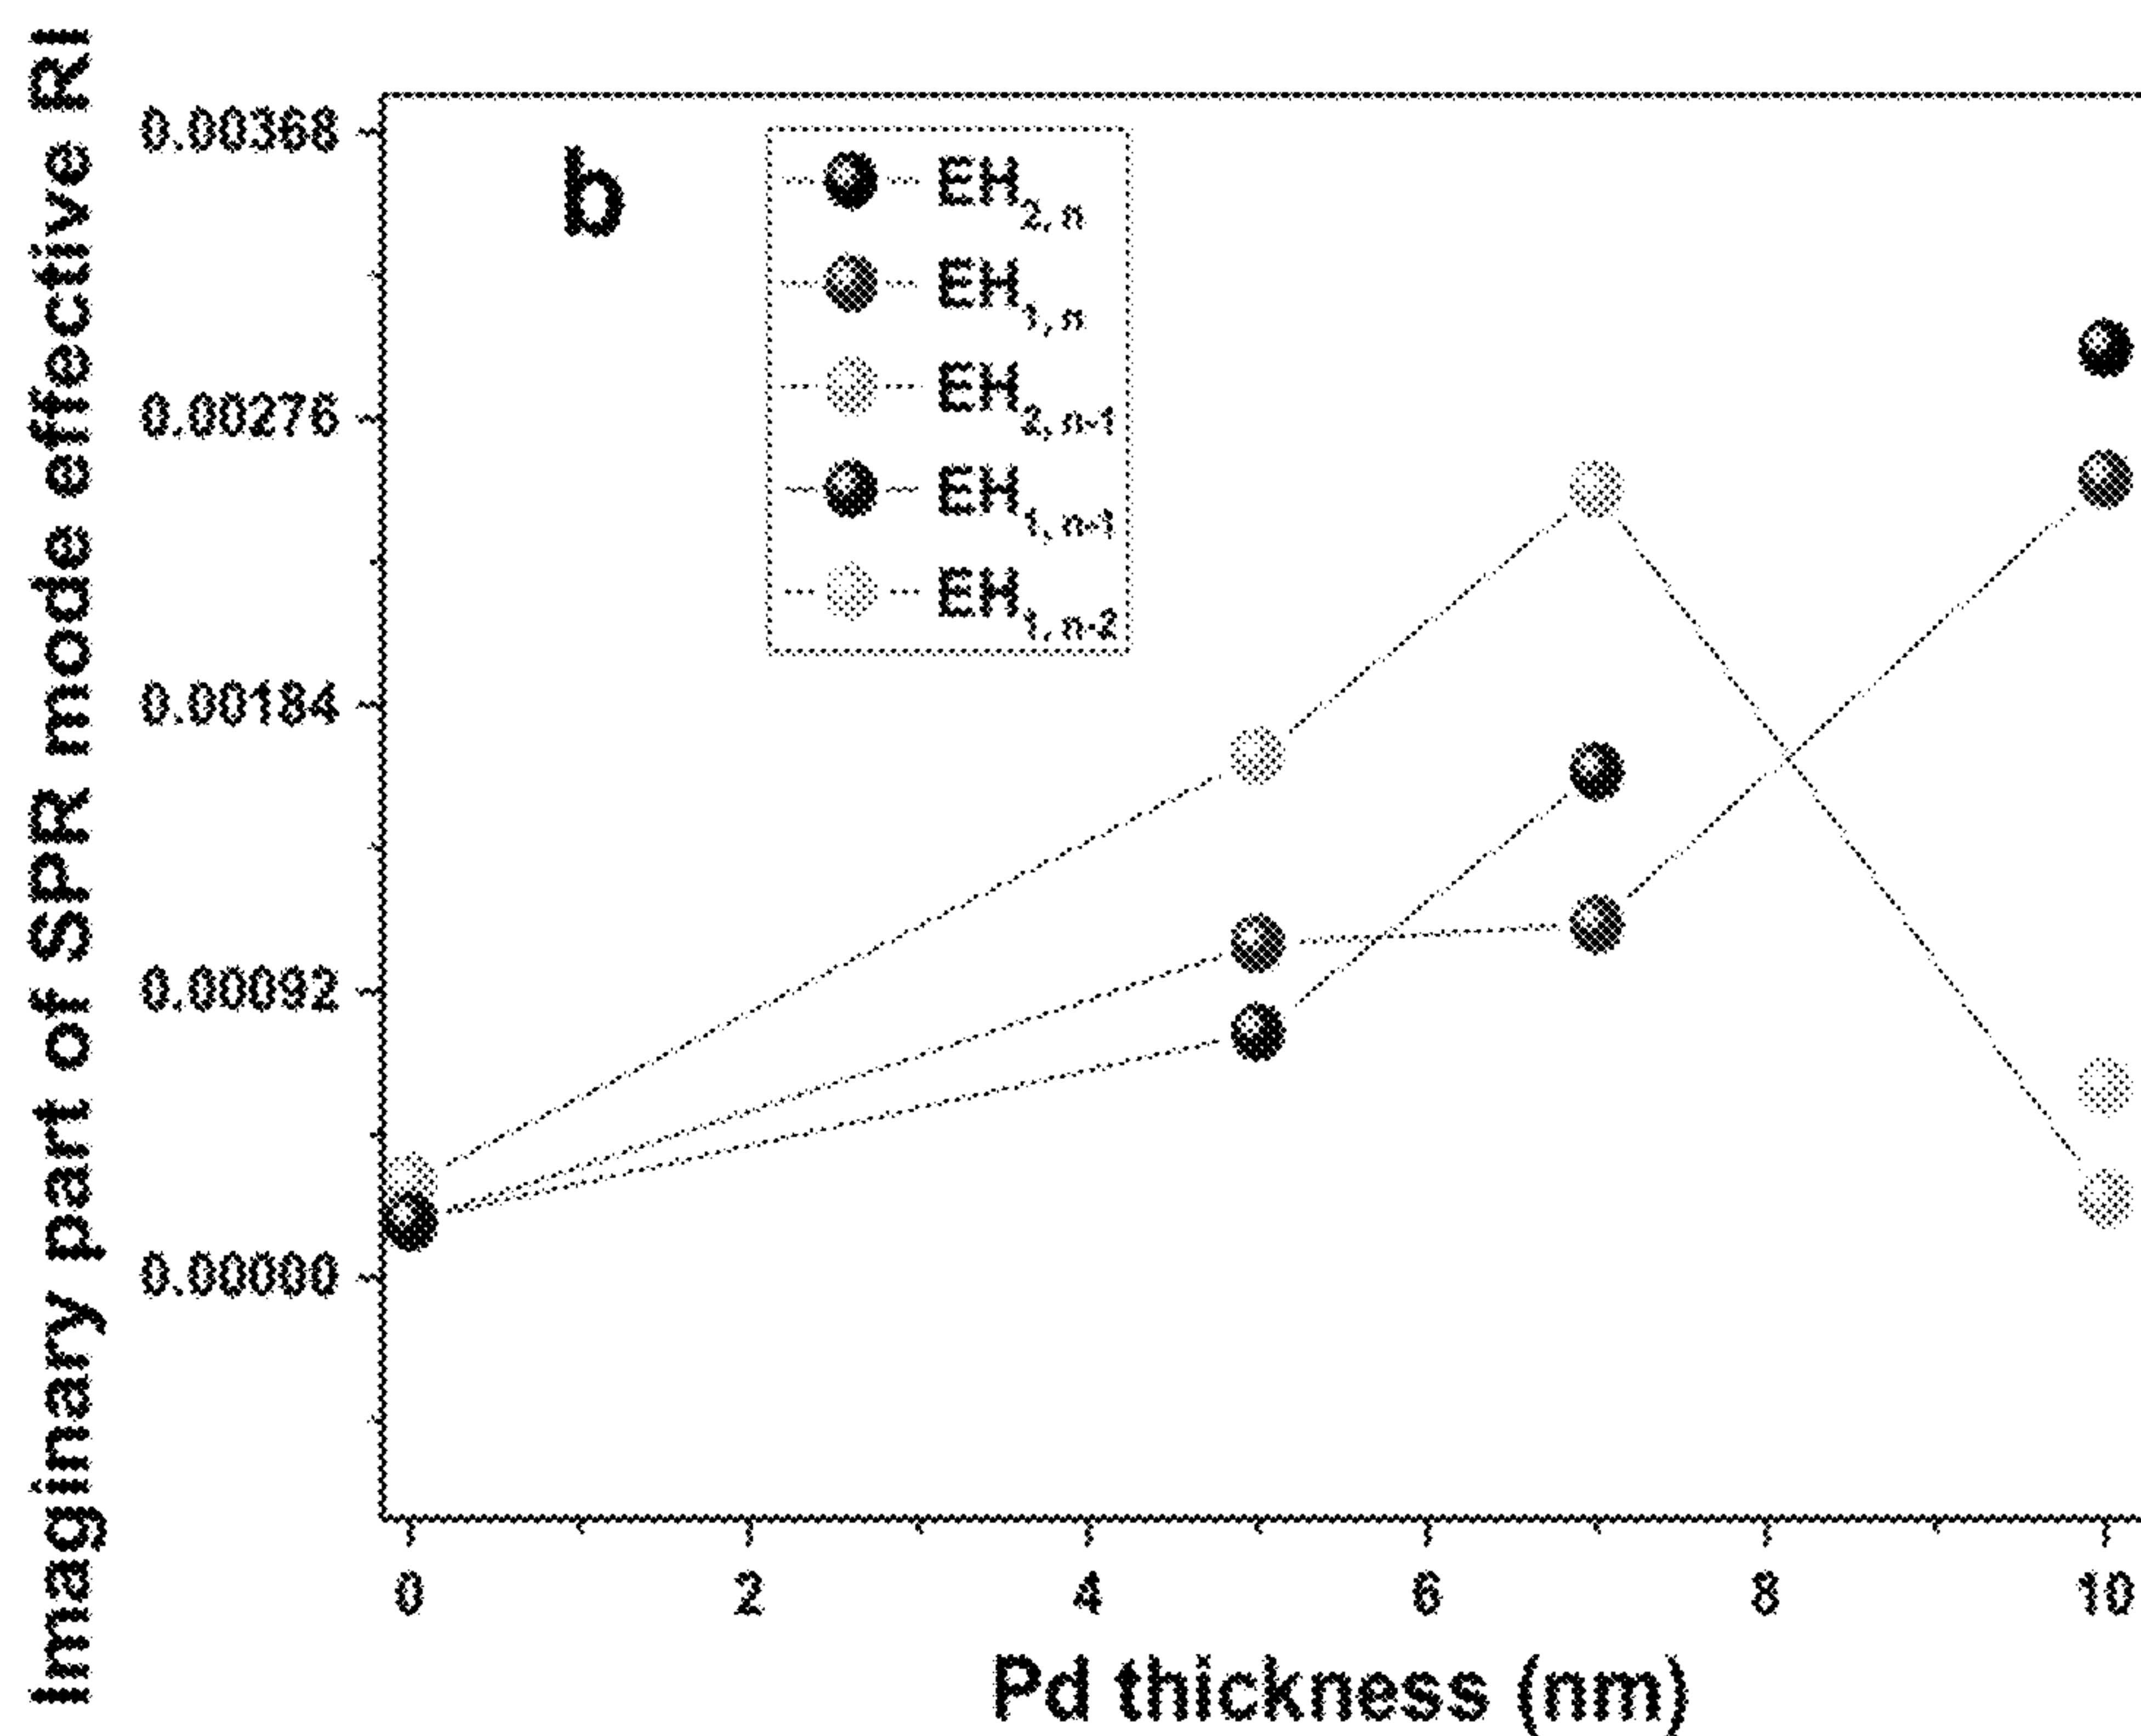 Imaginary part of SPR mode effective RI
0.00368
0.00276
0.00184
0.00092
0.00000
b
EH2,n
EH1,n
EH2,n-1
EH1,n-1
EH1,n-2
0 2 4 6 8 10
Pd thickness (nm)